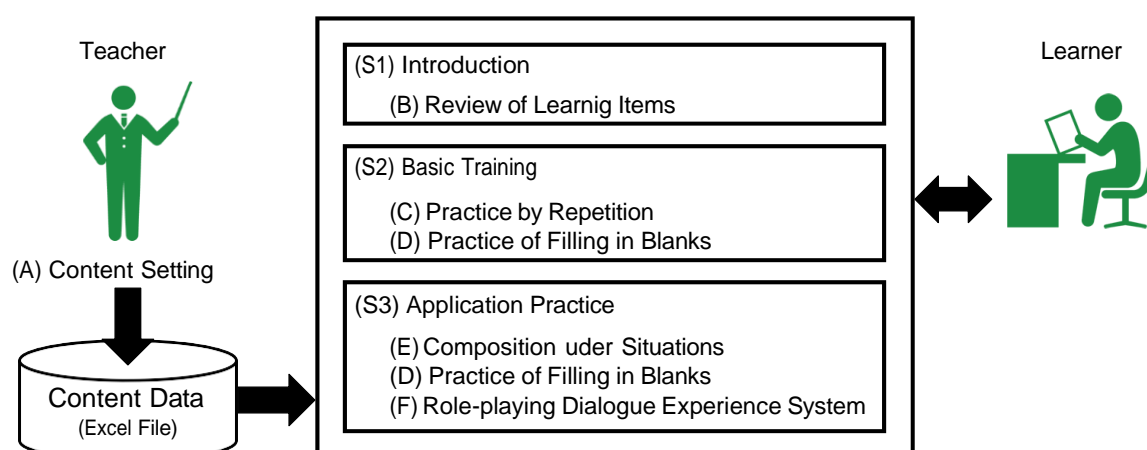 Teacher
(A) Content Setting
Content Data
(Excel File)
(S1) Introduction
(B) Review of Learnig Items
(S2) Basic Training
(C) Practice by Repetition
(D) Practice of Filling in Blanks
(S3) Application Practice
(E) Composition uder Situations
(D) Practice of Filling in Blanks
(F) Role-playing Dialogue Experience System
Learner